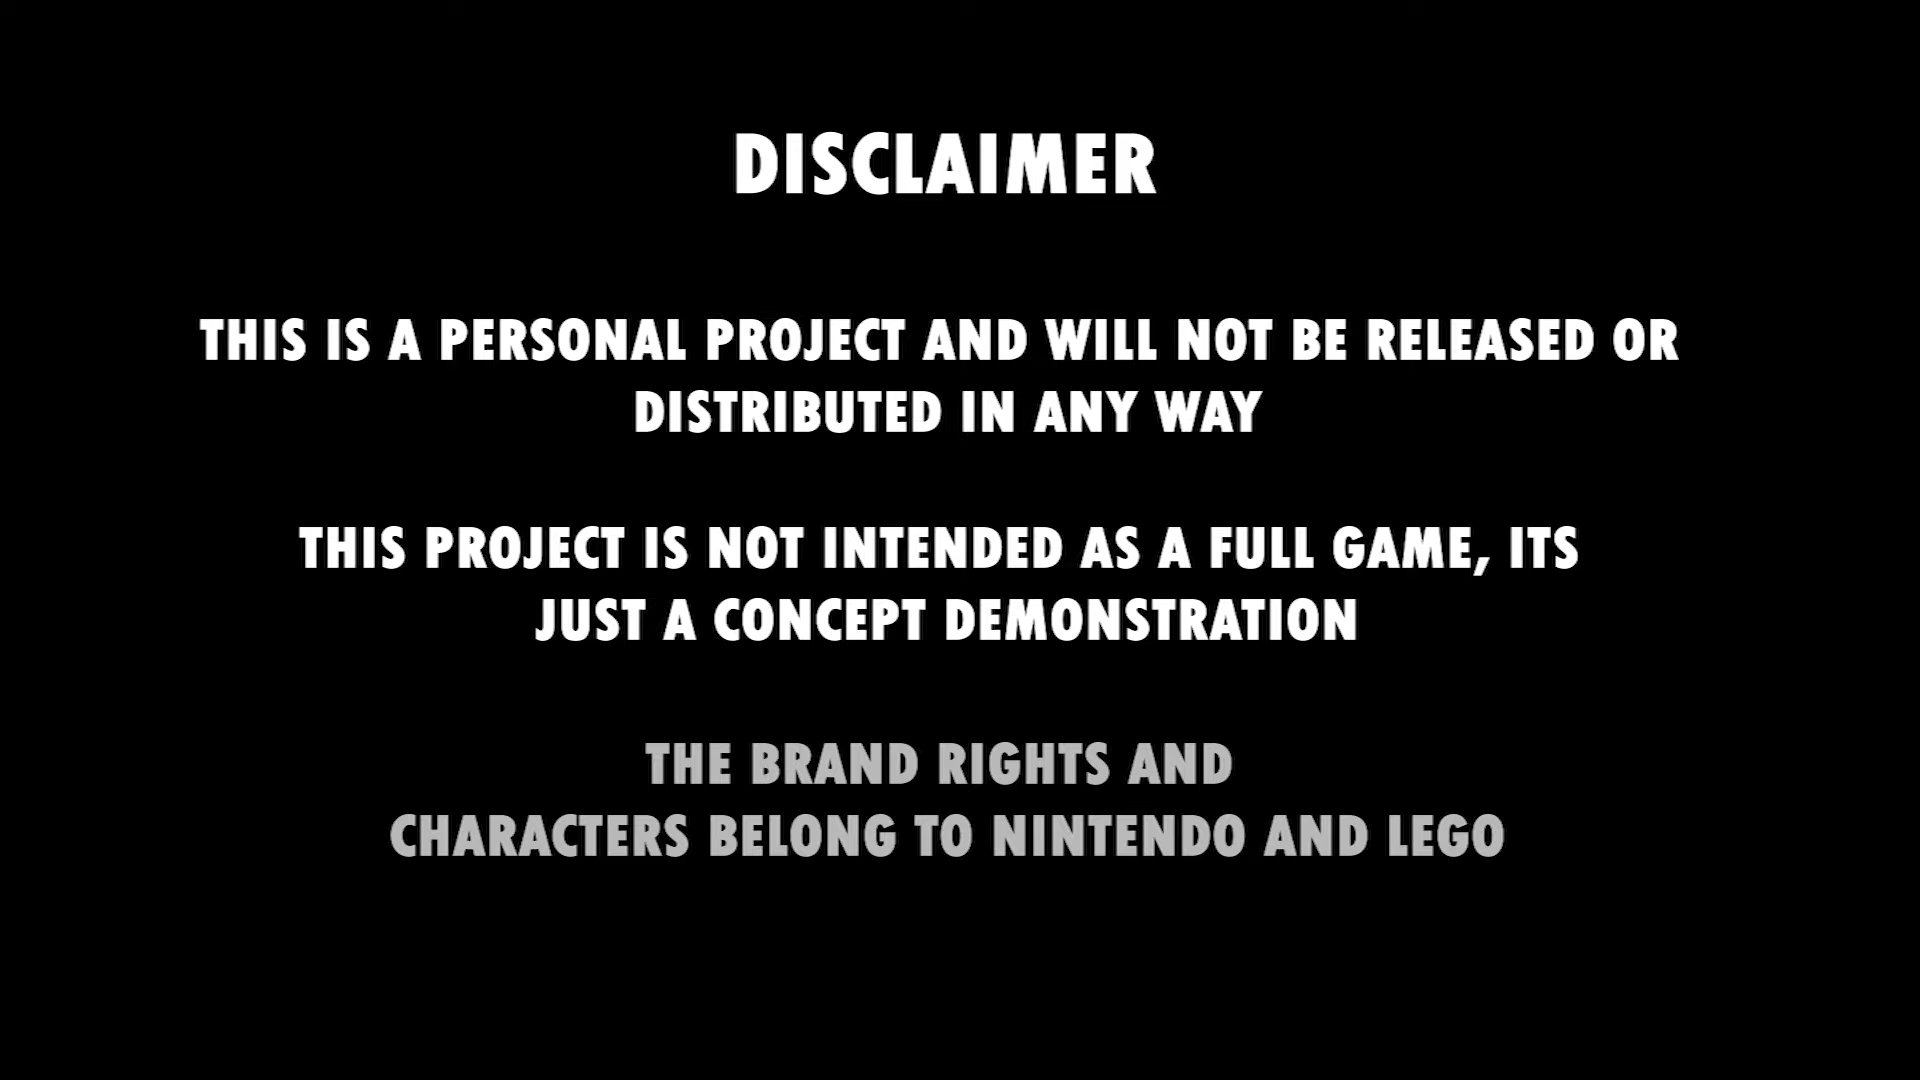 DISCLAIMER
THIS IS A PERSONAL PROJECT AND WILL NOT BE RELEASED OR
DISTRIBUTED IN ANY WAY
THIS PROJECT IS NOT INTENDED AS A FULL GAME, ITS
JUST A CONCEPT DEMONSTRATION
THE BRAND RIGHTS AND
CHARACTERS BELONG TO NINTENDO AND LEGO